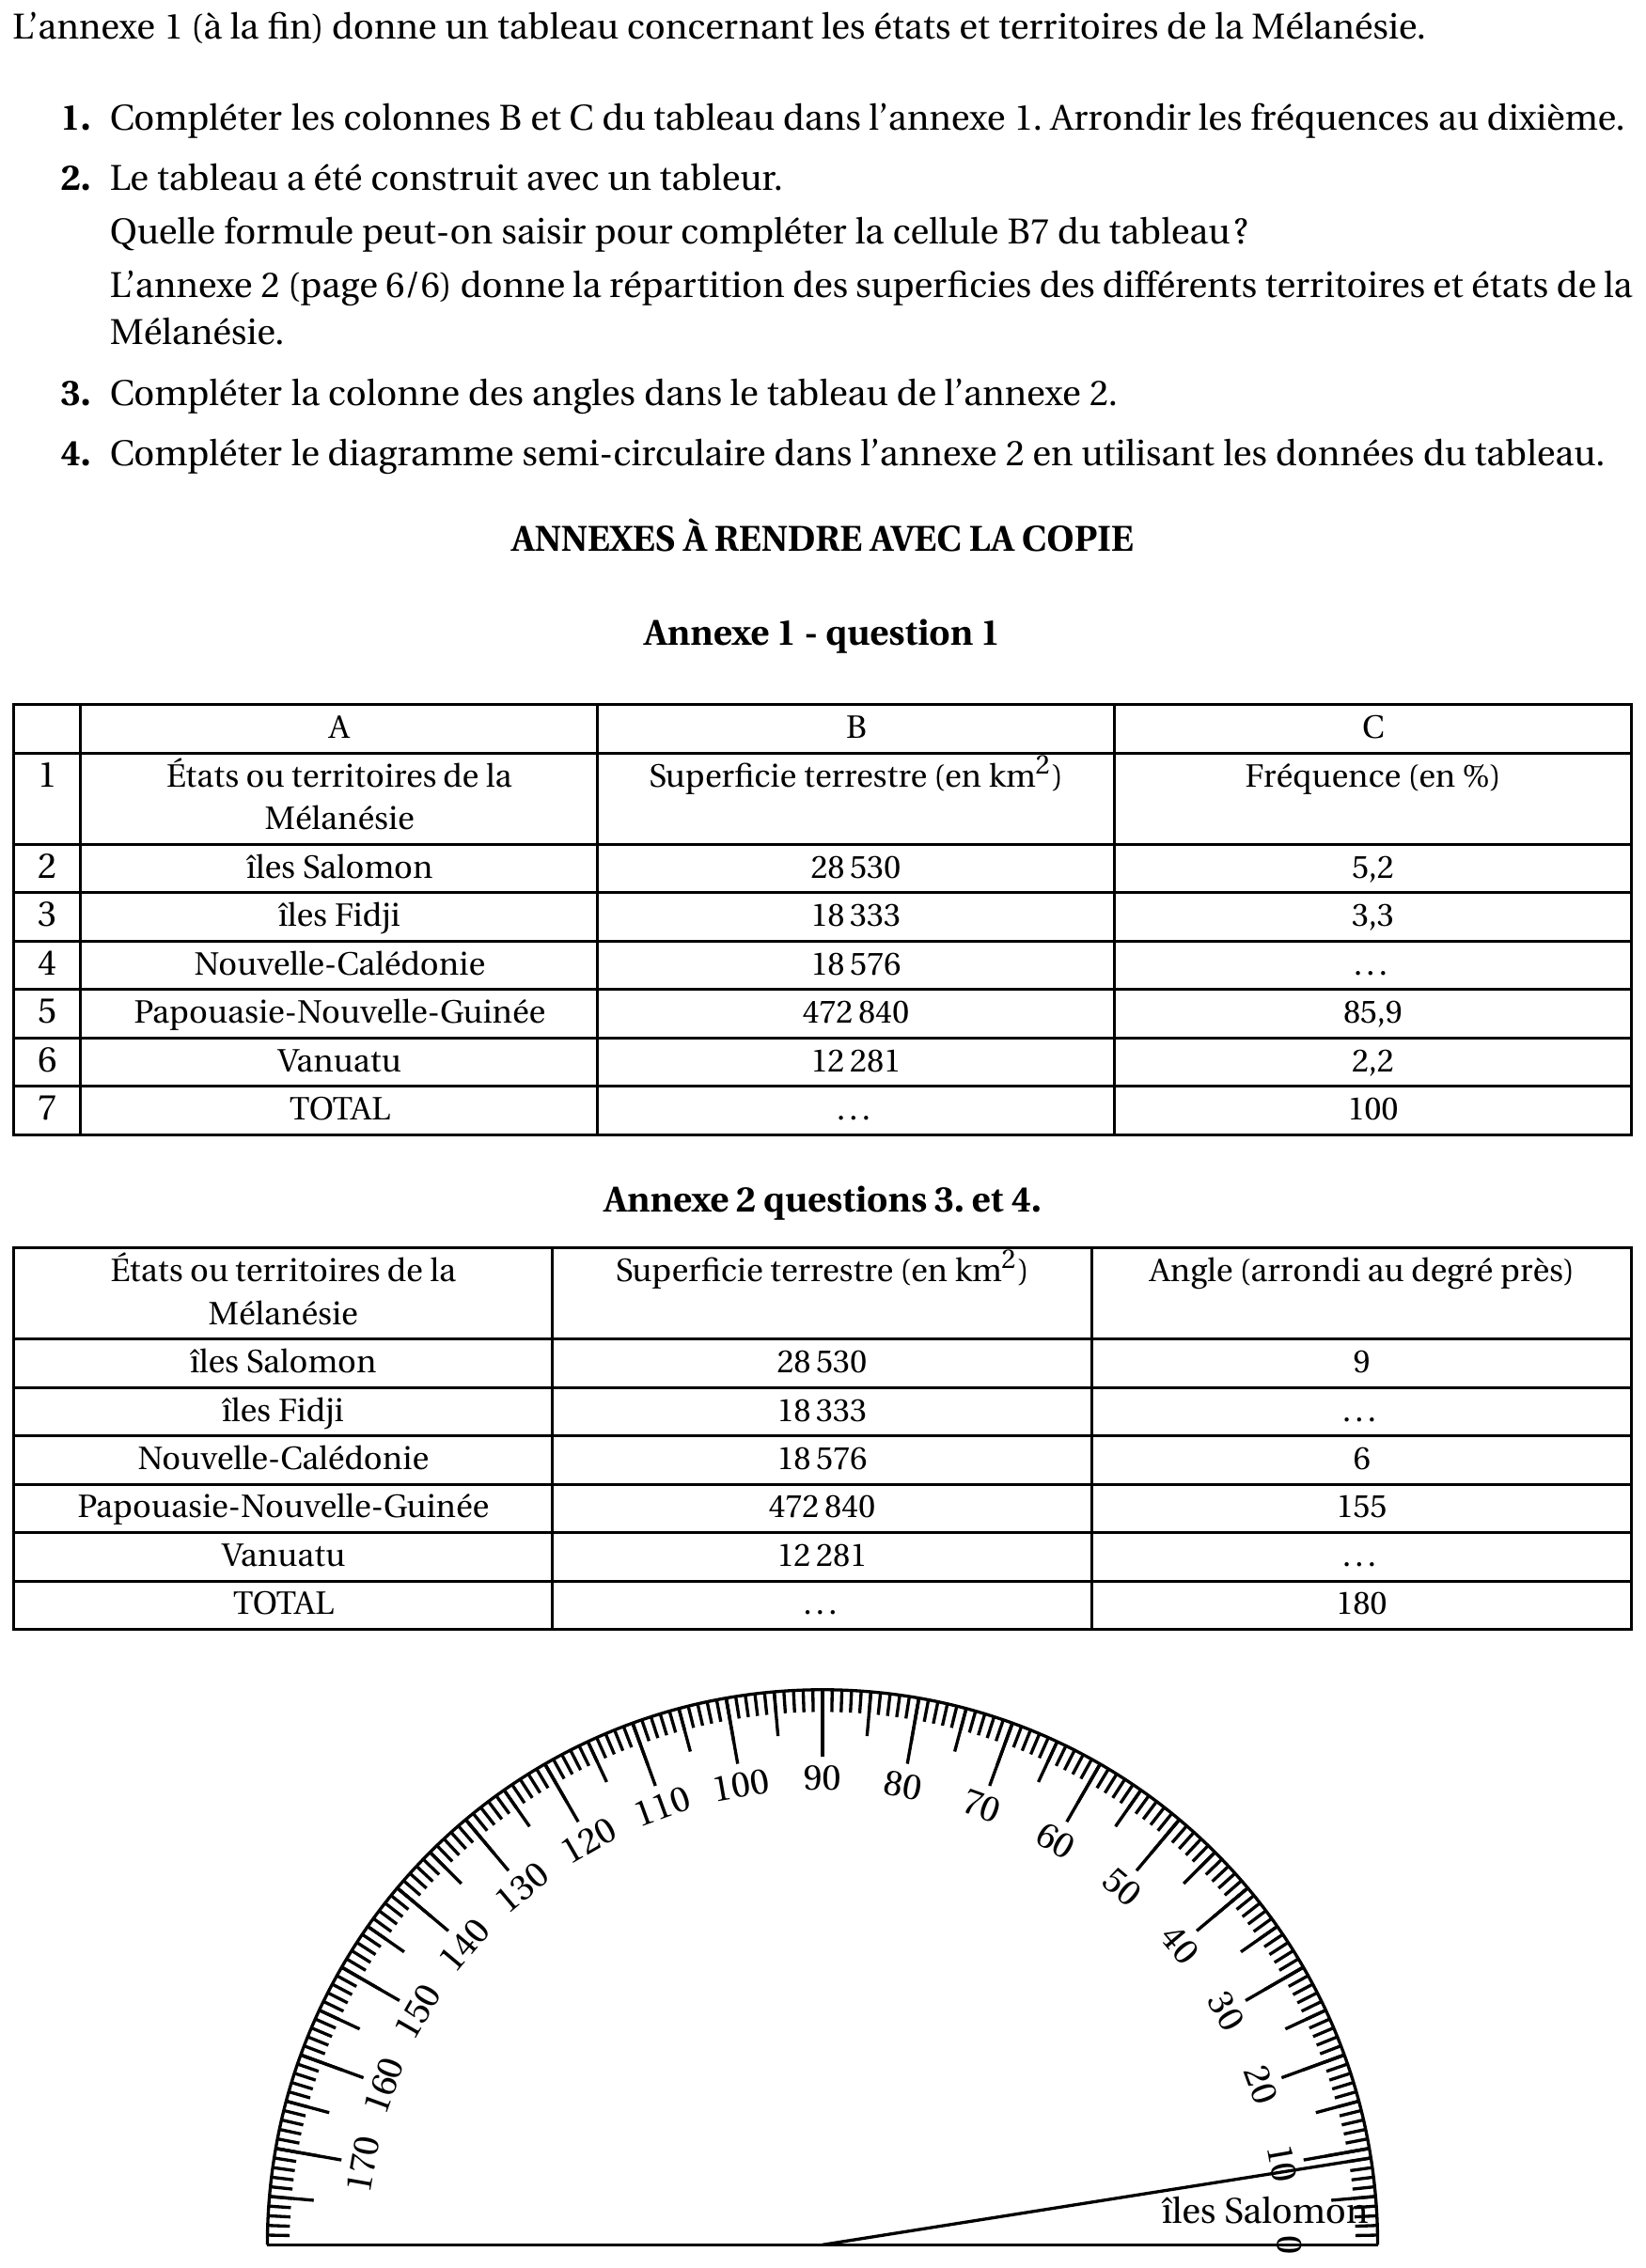 L'annexe 1 (à la fin) donne un tableau concernant les états et territoires de la Mélanésie.
1. Compléter les colonnes B et C du tableau dans l'annexe 1. Arrondir les fréquences au dixième.
2. Le tableau a été construit avec un tableur.
Quelle formule peut-on saisir pour compléter la cellule B7 du tableau ?
L'annexe 2 (page 6/6) donne la répartition des superficies des différents territoires et états de la
Mélanésie.
3. Compléter la colonne des angles dans le tableau de l'annexe 2.
4. Compléter le diagramme semi-circulaire dans l'annexe 2 en utilisant les données du tableau.
ANNEXES À RENDRE AVEC LA COPIE
Annexe 1 - question 1
A B C
1 États ou territoires de la Superficie terrestre (en km²) Fréquence (en %)
Mélanésie
2 îles Salomon 28 530 5,2
3 îles Fidji 18 333 3,3
4 Nouvelle-Calédonie 18 576 ...
5 Papouasie-Nouvelle-Guinée 472 840 85,9
6 Vanuatu 12 281 2,2
7 TOTAL ... 100
Annexe 2 questions 3. et 4.
États ou territoires de la Superficie terrestre (en km²) Angle (arrondi au degré près)
Mélanésie
îles Salomon 28 530 9
îles Fidji 18 333 ...
Nouvelle-Calédonie 18 576 6
Papouasie-Nouvelle-Guinée 472 840 155
Vanuatu 12 281 ...
TOTAL ... 180
170 160 150 140 130 120 110 100 90 80 70 60 50 40 30 20 10 0
îles Salomon